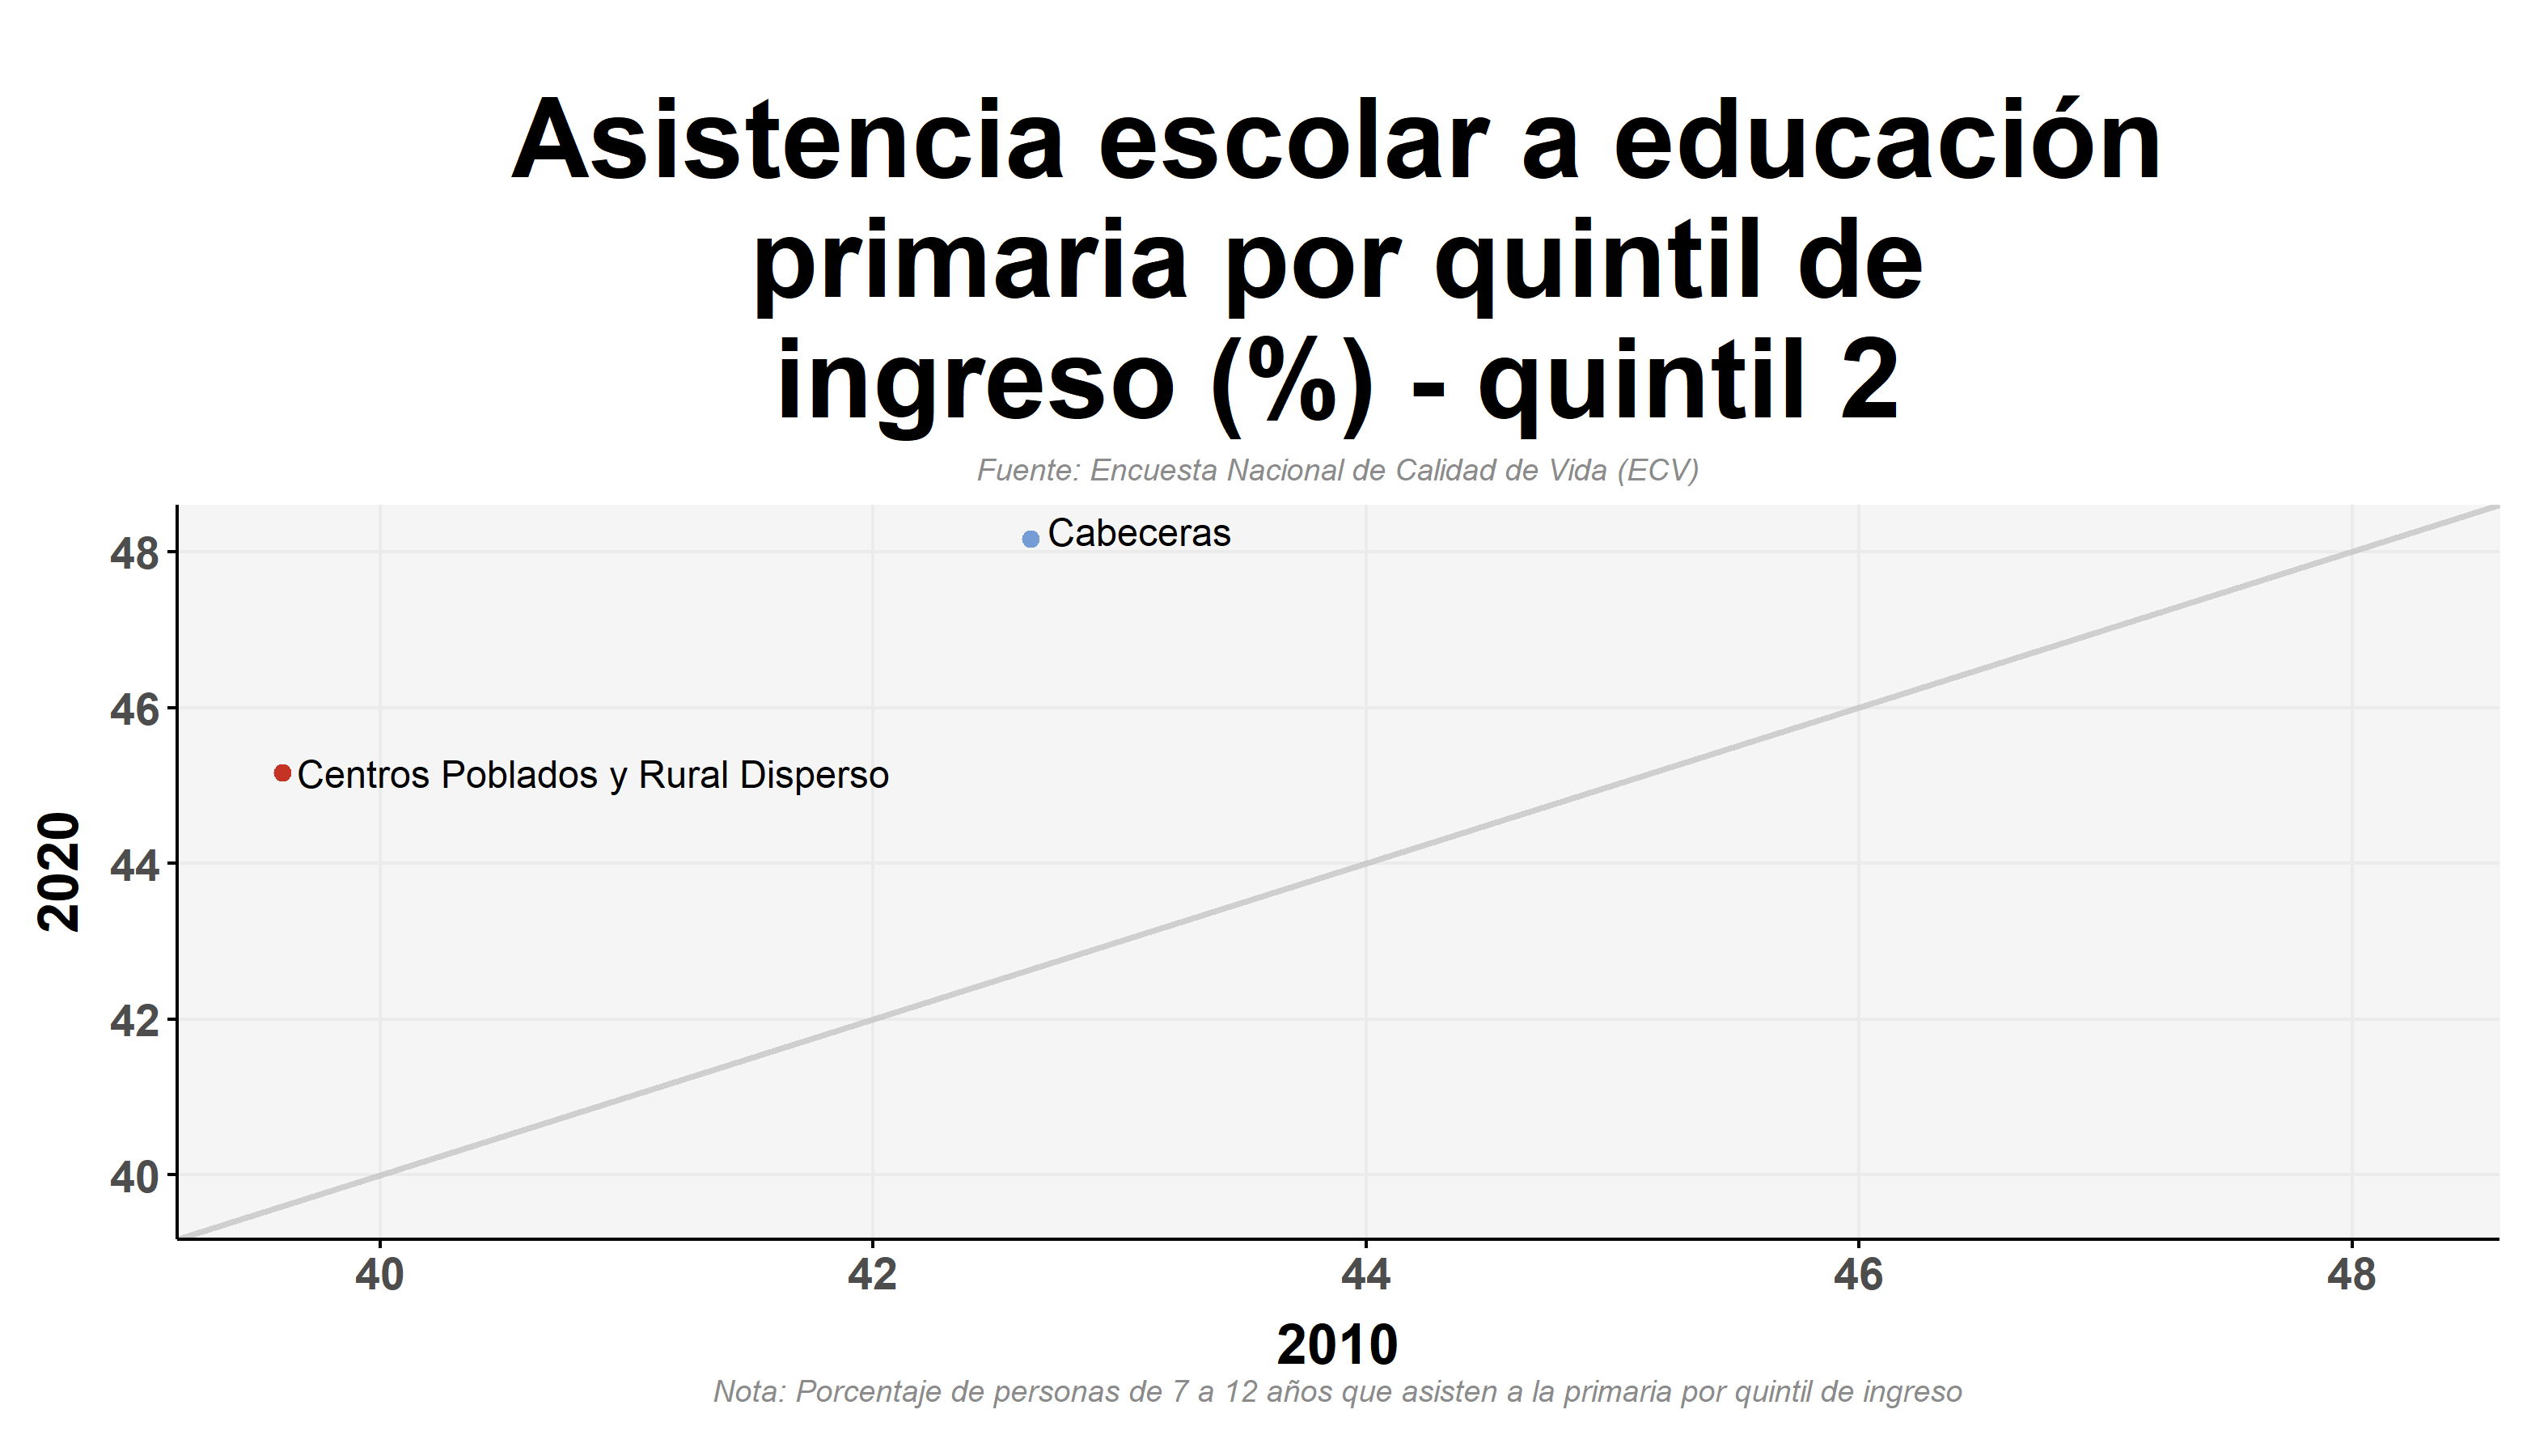 Asistencia escolar a educación
primaria por quintil de
ingreso (%) - quintil 2
Fuente: Encuesta Nacional de Calidad de Vida (ECV)
48
46
44
42
40
2020
Cabeceras
Centros Poblados y Rural Disperso
40
42
44
46
48
2010
Nota: Porcentaje de personas de 7 a 12 años que asisten a la primaria por quintil de ingreso